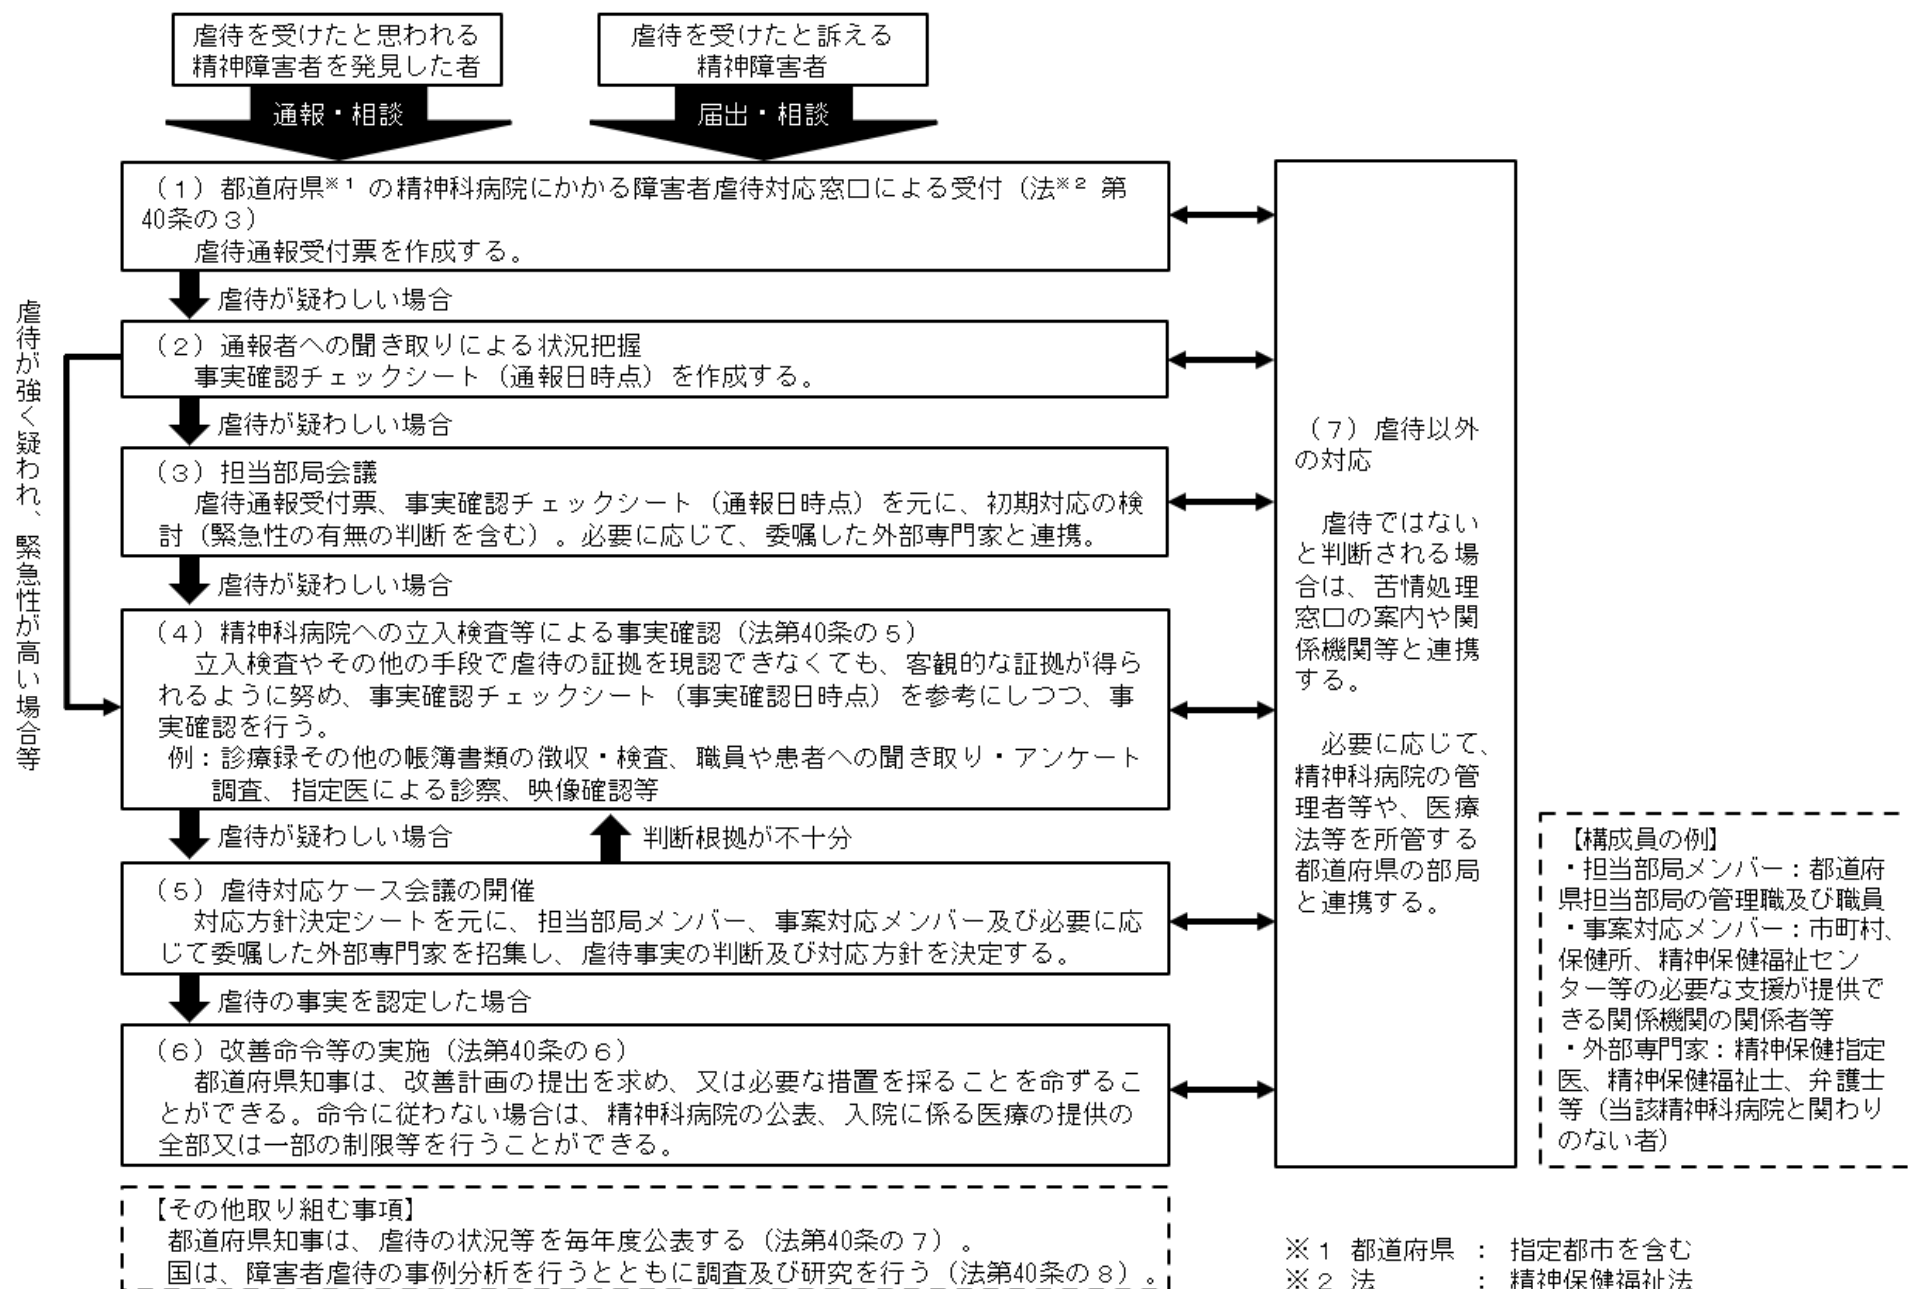 虐待を受けたと思われる
精神障害者を発見した者
虐待を受けたと訴える
精神障害者
通報・相談
届出・相談
（１）都道府県※１ の精神科病院にかかる障害者虐待対応窓口による受付（法※２ 第
40条の３）
虐待通報受付票を作成する。
虐待が疑わしい場合
（２）通報者への聞き取りによる状況把握
事実確認チェックシート（通報日時点）を作成する。
虐待が疑わしい場合
（３）担当部局会議
虐待通報受付票、事実確認チェックシート（通報日時点）を元に、初期対応の検
討（緊急性の有無の判断を含む）。必要に応じて、委嘱した外部専門家と連携。
虐待が疑わしい場合
虐待が強く疑われ、緊急性が高い場合等
（４）精神科病院への立入検査等による事実確認（法第40条の５）
立入検査やその他の手段で虐待の証拠を現認できなくても、客観的な証拠が得ら
れるように努め、事実確認チェックシート（事実確認日時点）を参考にしつつ、事
実確認を行う。
例：診療録その他の帳簿書類の徴収・検査、職員や患者への聞き取り・アンケート
調査、指定医による診察、映像確認等
虐待が疑わしい場合
判断根拠が不十分
（５）虐待対応ケース会議の開催
対応方針決定シートを元に、担当部局メンバー、事案対応メンバー及び必要に応
じて委嘱した外部専門家を招集し、虐待事実の判断及び対応方針を決定する。
虐待の事実を認定した場合
（６）改善命令等の実施（法第40条の６）
都道府県知事は、改善計画の提出を求め、又は必要な措置を採ることを命ずるこ
とができる。命令に従わない場合は、精神科病院の公表、入院に係る医療の提供の
全部又は一部の制限等を行うことができる。
（７）虐待以外
の対応
虐待ではない
と判断される場
合は、苦情処理
窓口の案内や関
係機関等と連携
する。
必要に応じて、
精神科病院の管
理者等や、医療
法等を所管する
都道府県の部局
と連携する。
【構成員の例】
・担当部局メンバー：都道府
県担当部局の管理職及び職員
・事案対応メンバー：市町村、
保健所、精神保健福祉セン
ター等の必要な支援が提供で
きる関係機関の関係者等
・外部専門家：精神保健指定
医、精神保健福祉士、弁護士
等（当該精神科病院と関わり
のない者）
【その他取り組む事項】
都道府県知事は、虐待の状況等を毎年度公表する（法第40条の７）。
国は、障害者虐待の事例分析を行うとともに調査及び研究を行う（法第40条の８）。
※１ 都道府県 ： 指定都市を含む
※２ 法 ： 精神保健福祉法